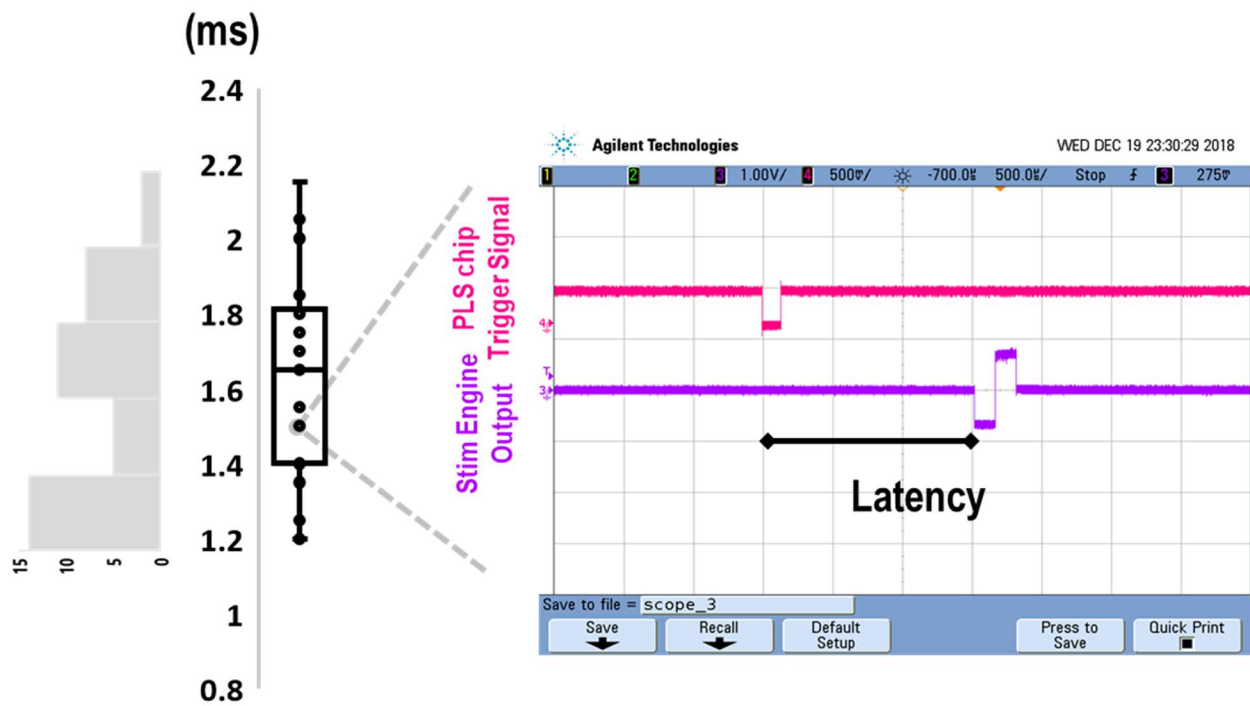 (ms)
2.4
2.2
2
1.8
1.6
1.4
1.2
1
0.8
15 10 5 0
PLS chip
Trigger Signal
Stim Engine
Output
Agilent Technologies
WED DEC 19 23:30:29 2018
1 2 3 1.00V/ 4 500mV/ -700.0us 500.0us/ Stop 3 275mV
4
T
3
Latency
Save to file = scope_3
Save Recall Default Setup Press to Save Quick Print